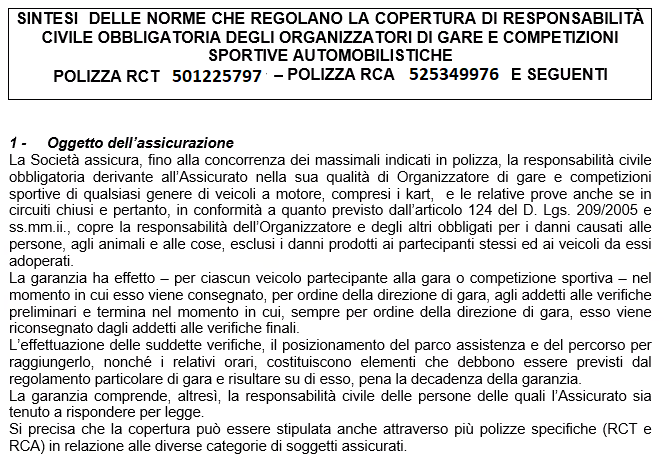 SINTESI DELLE NORME CHE REGOLANO LA COPERTURA DI RESPONSABILITÀ
CIVILE OBBLIGATORIA DEGLI ORGANIZZATORI DI GARE E COMPETIZIONI
SPORTIVE AUTOMOBILISTICHE
POLIZZA RCT 501225797 – POLIZZA RCA 525349976 E SEGUENTI
1 - Oggetto dell'assicurazione
La Società assicura, fino alla concorrenza dei massimali indicati in polizza, la responsabilità civile
obbligatoria derivante all'Assicurato nella sua qualità di Organizzatore di gare e competizioni
sportive di qualsiasi genere di veicoli a motore, compresi i kart, e le relative prove anche se in
circuiti chiusi e pertanto, in conformità a quanto previsto dall'articolo 124 del D. Lgs. 209/2005 e
ss.mm.ii., copre la responsabilità dell'Organizzatore e degli altri obbligati per i danni causati alle
persone, agli animali e alle cose, esclusi i danni prodotti ai partecipanti stessi ed ai veicoli da essi
adoperati.
La garanzia ha effetto – per ciascun veicolo partecipante alla gara o competizione sportiva – nel
momento in cui esso viene consegnato, per ordine della direzione di gara, agli addetti alle verifiche
preliminari e termina nel momento in cui, sempre per ordine della direzione di gara, esso viene
riconsegnato dagli addetti alle verifiche finali.
L'effettuazione delle suddette verifiche, il posizionamento del parco assistenza e del percorso per
raggiungerlo, nonché i relativi orari, costituiscono elementi che debbono essere previsti dal
regolamento particolare di gara e risultare su di esso, pena la decadenza della garanzia.
La garanzia comprende, altresì, la responsabilità civile delle persone delle quali l'Assicurato sia
tenuto a rispondere per legge.
Si precisa che la copertura può essere stipulata anche attraverso più polizze specifiche (RCT e
RCA) in relazione alle diverse categorie di soggetti assicurati.